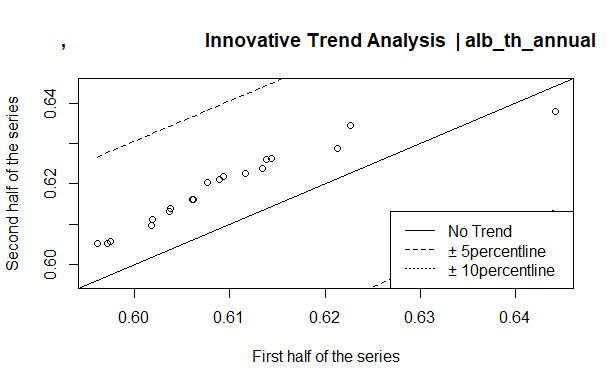 , Innovative Trend Analysis | alb_th_annual
Second half of the series
0.64
0.62
0.60
No Trend
± 5percentline
± 10percentline
0.60 0.61 0.62 0.63 0.64
First half of the series